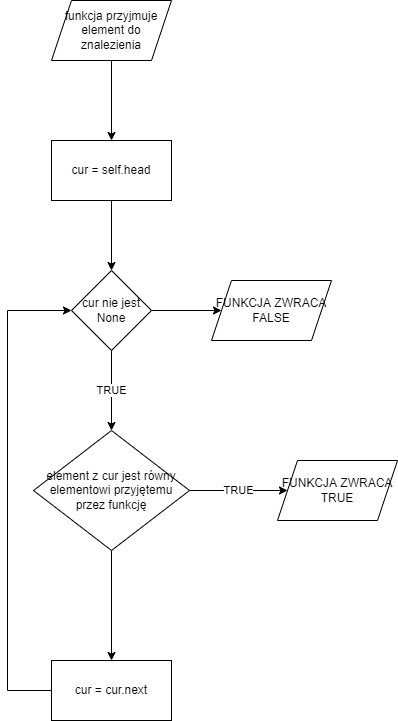 funkcja przyjmuje
element do
znalezienia
cur = self.head
cur nie jest
None
FUNKCJA ZWRACA
FALSE
TRUE
element z cur jest równy
elementowi przyjętemu
przez funkcję
TRUE
FUNKCJA ZWRACA
TRUE
cur = cur.next